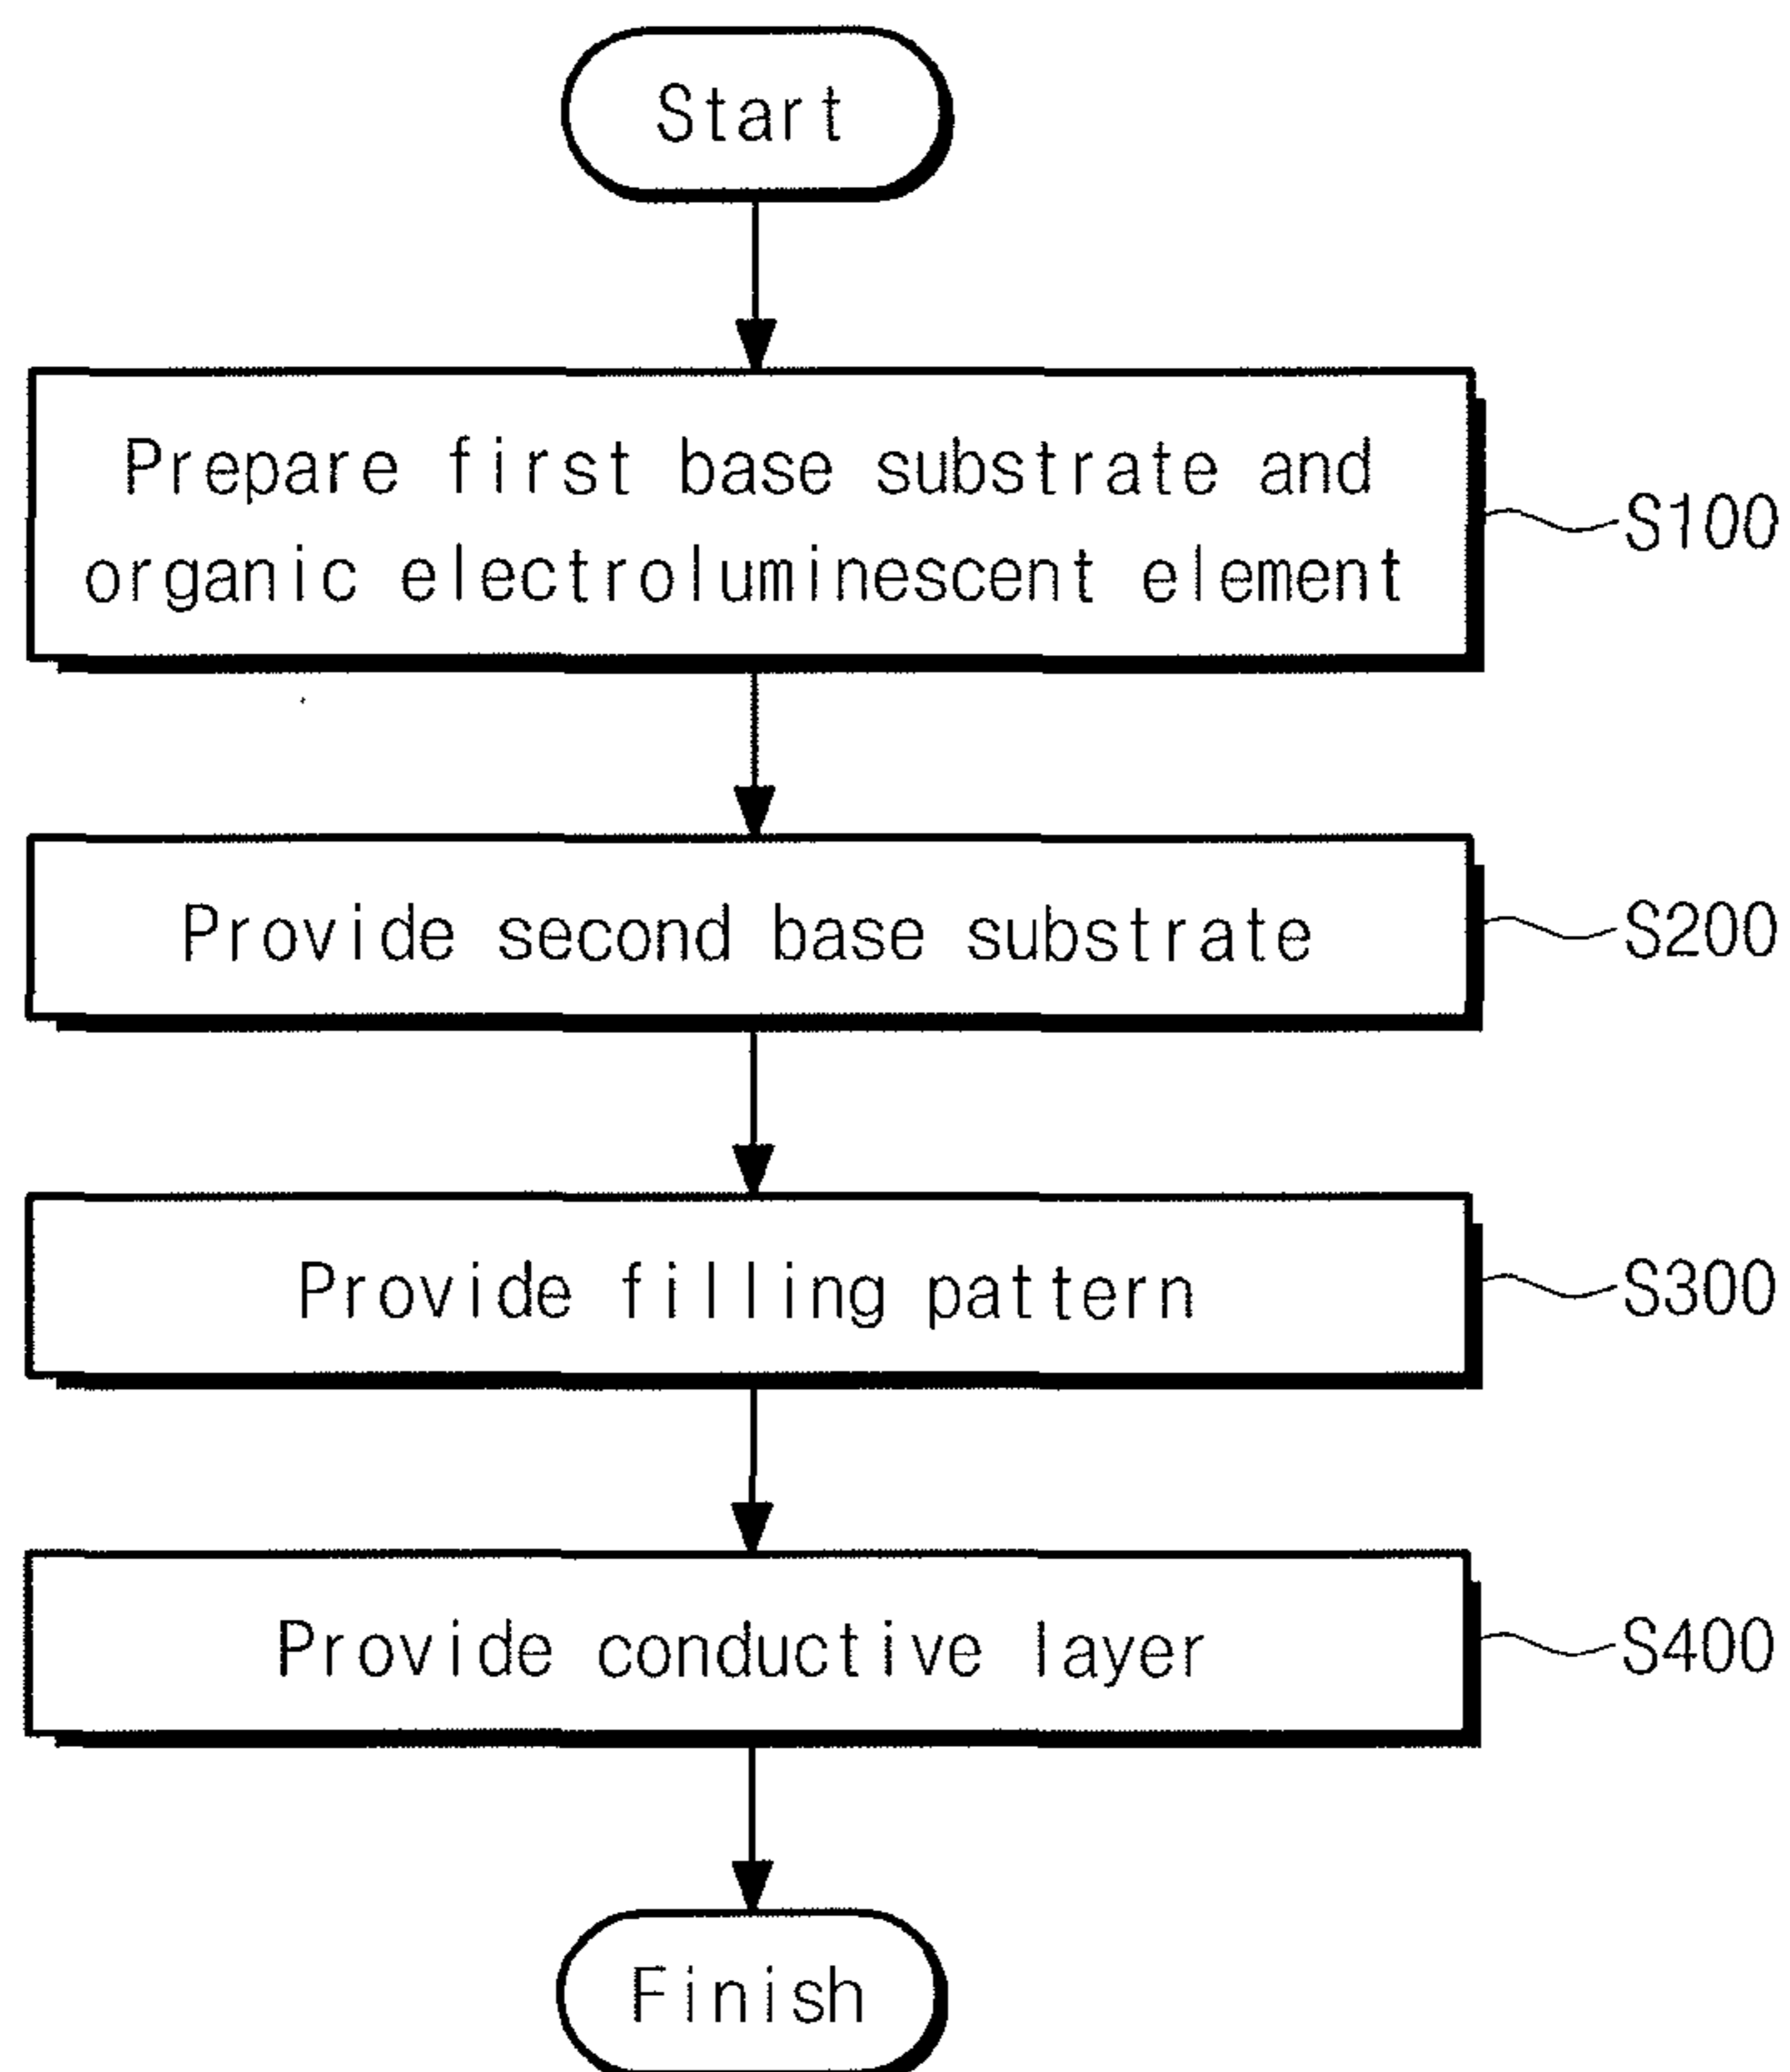 Start
Prepare first base substrate and
organic electroluminescent element
S100
Provide second base substrate
S200
Provide filling pattern
S300
Provide conductive layer
S400
Finish